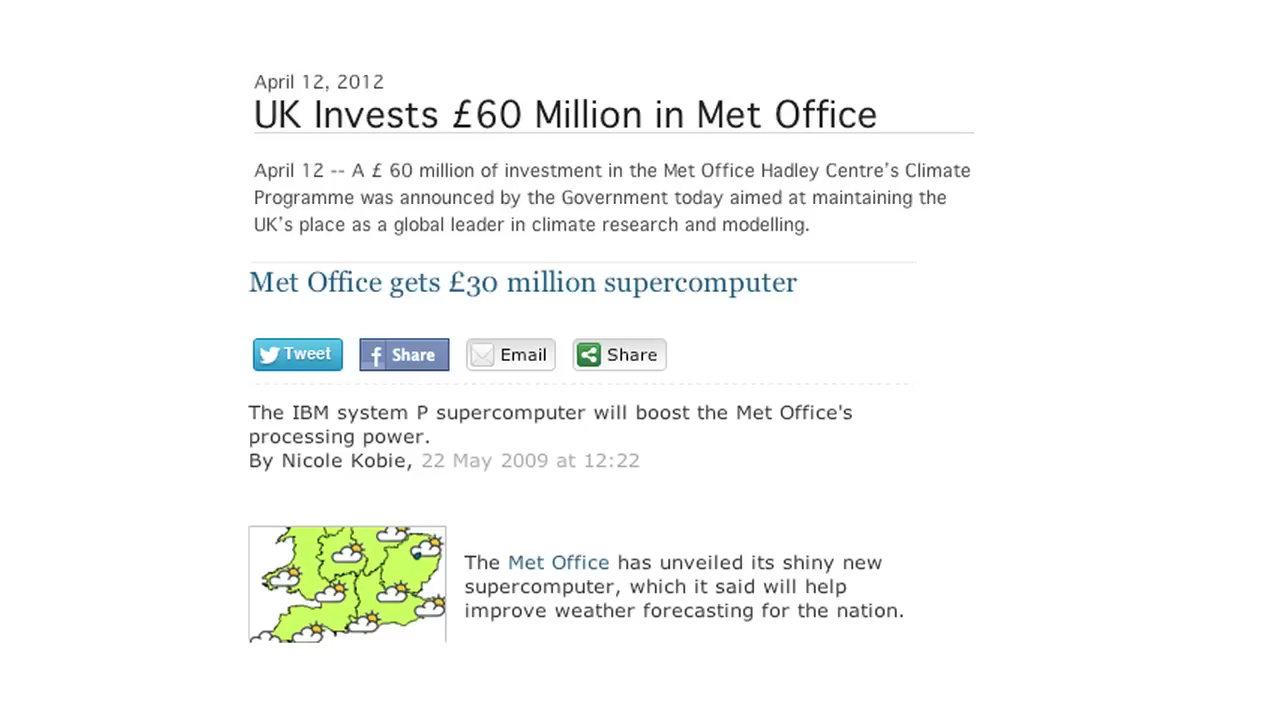 April 12, 2012
UK Invests £60 Million in Met Office
April 12 -- A £ 60 million of investment in the Met Office Hadley Centre’s Climate
Programme was announced by the Government today aimed at maintaining the
UK’s place as a global leader in climate research and modelling.
Met Office gets £30 million supercomputer
Tweet Share Email Share
The IBM system P supercomputer will boost the Met Office's
processing power.
By Nicole Kobie, 22 May 2009 at 12:22
The Met Office has unveiled its shiny new
supercomputer, which it said will help
improve weather forecasting for the nation.